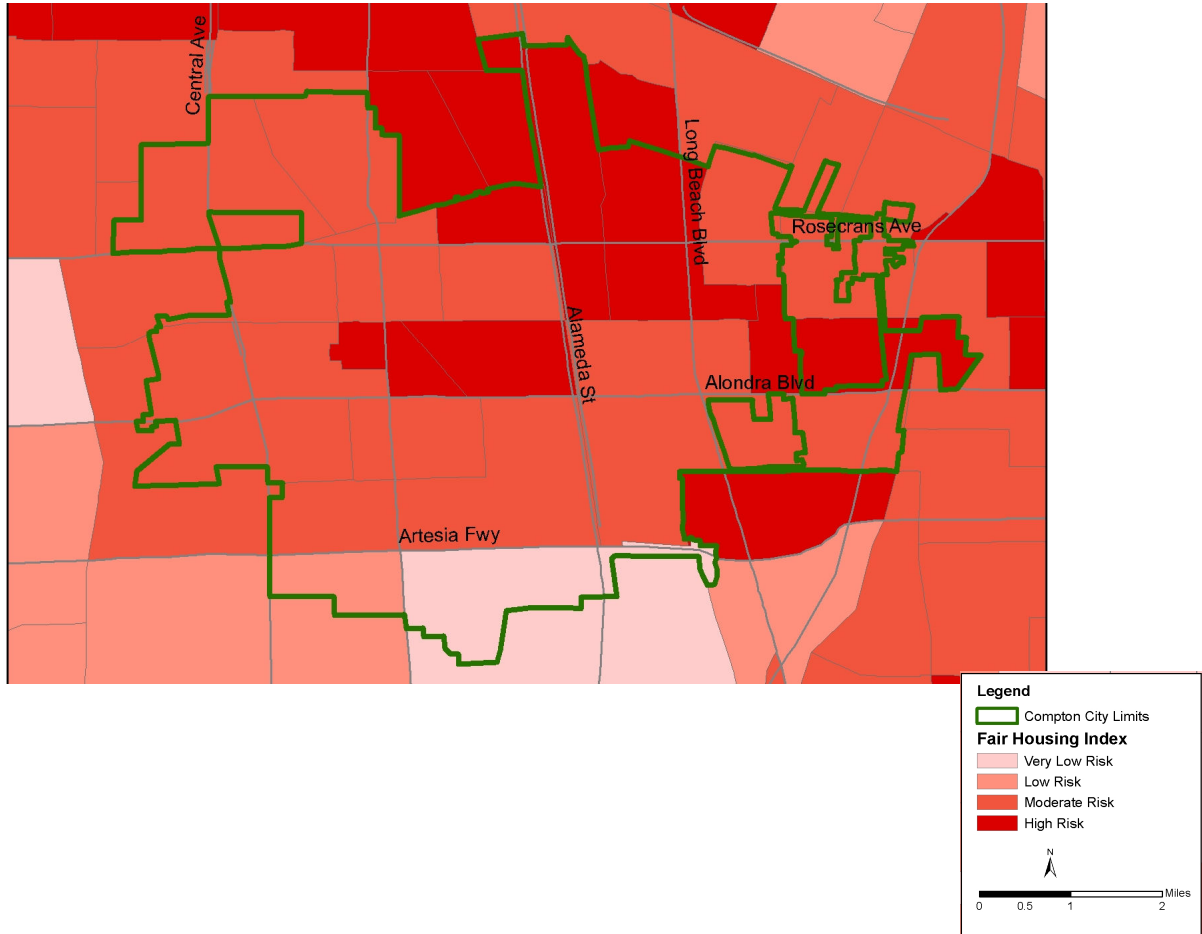 Central Ave
Long Beach Blvd
Rosecrans Ave
Alameda St
Alondra Blvd
Artesia Fwy
Legend
Compton City Limits
Fair Housing Index
Very Low Risk
Low Risk
Moderate Risk
High Risk
N
Miles
0 0.5 1 2